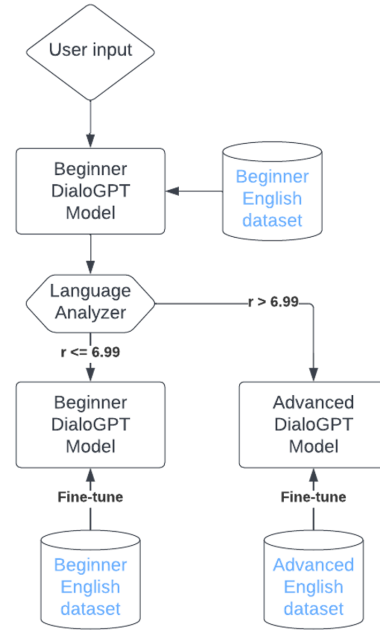 User input
Beginner
DialoGPT
Model
Beginner
English
dataset
Language
Analyzer
r > 6.99
r <= 6.99
Beginner
DialoGPT
Model
Advanced
DialoGPT
Model
Fine-tune
Fine-tune
Beginner
English
dataset
Advanced
English
dataset